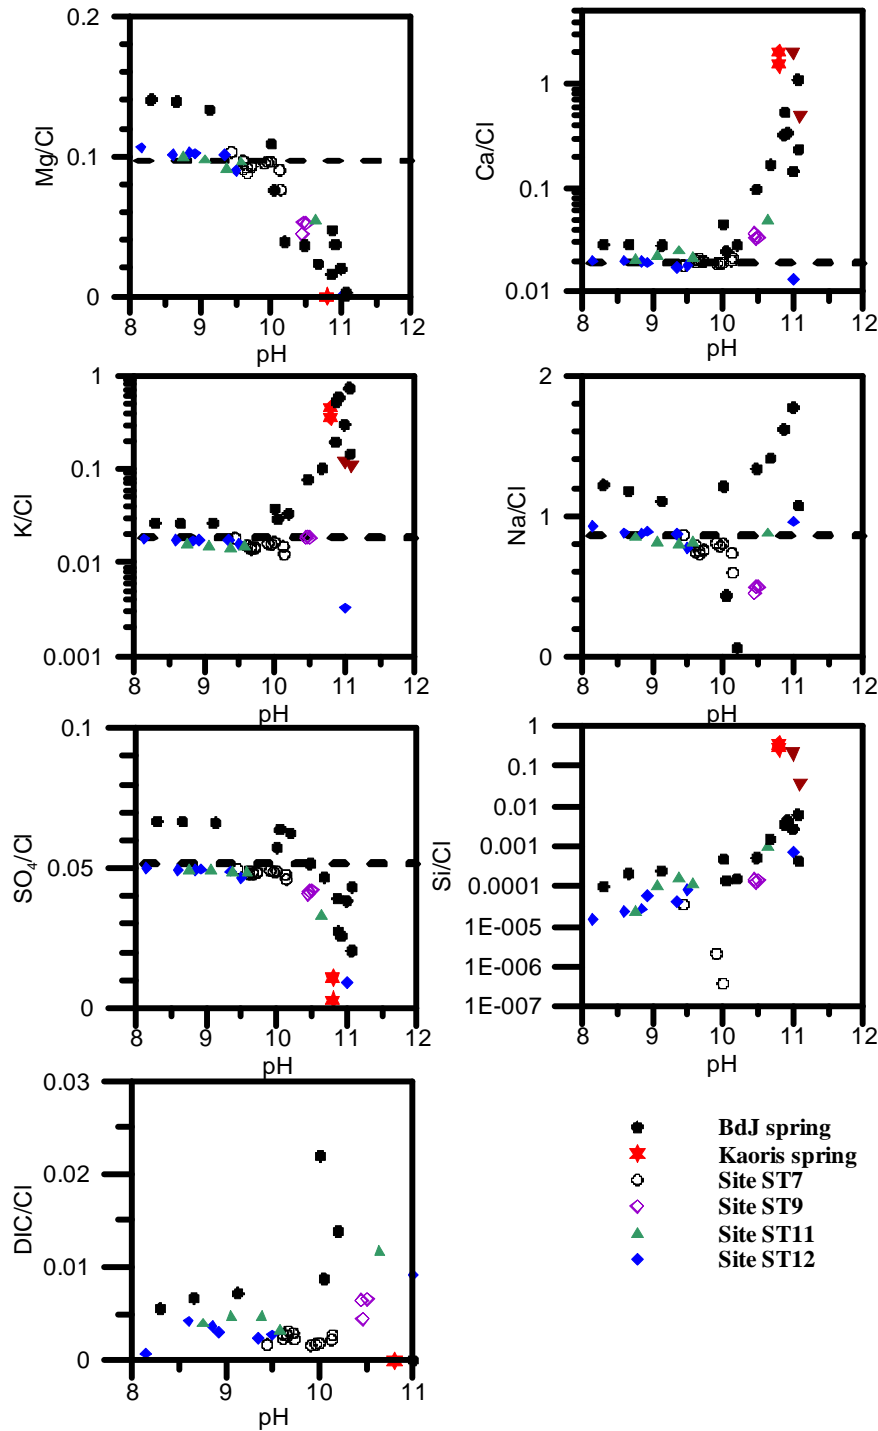 0.2
0.1
0
Mg/Cl
8 9 10 11 12
pH
1
0.1
0.01
Ca/Cl
8 9 10 11 12
pH
1
0.1
0.01
0.001
K/Cl
8 9 10 11 12
pH
2
1
0
Na/Cl
8 9 10 11 12
pH
0.1
0.05
0
SO4/Cl
8 9 10 11 12
pH
1
0.1
0.01
0.001
0.0001
1E-005
1E-006
1E-007
Si/Cl
8 9 10 11 12
pH
0.03
0.02
0.01
0
DIC/Cl
8 9 10 11
pH
BdJ spring
Kaoris spring
Site ST7
Site ST9
Site ST11
Site ST12